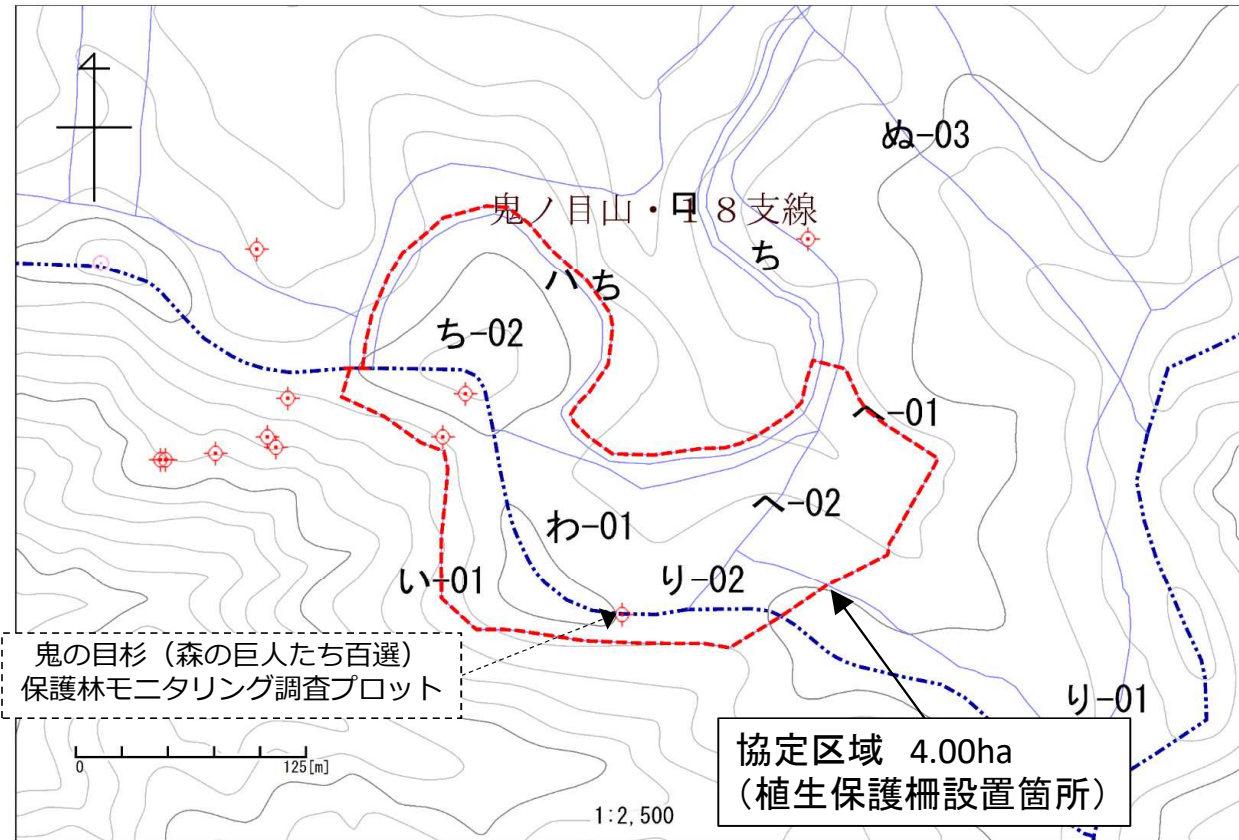 ぬ-03
鬼ノ目山・18支線
ロ
ち
ハ
ち
ち-02
へ-01
へ-02
わ-01
い-01
り-02
鬼の目杉（森の巨人たち百選）
保護林モニタリング調査プロット
り-01
協定区域 4.00ha
（植生保護柵設置箇所）
0
125[m]
1:2,500